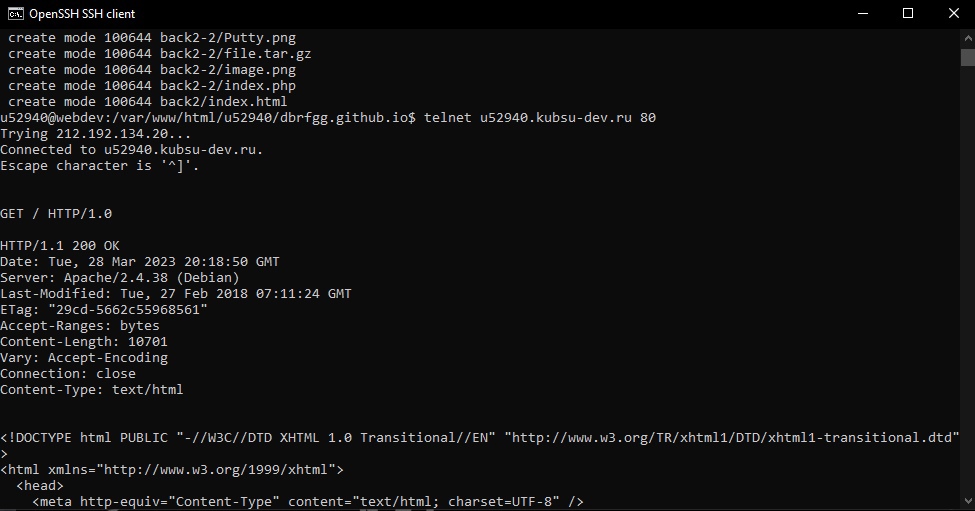 OpenSSH SSH client
create mode 100644 back2-2/Putty.png
create mode 100644 back2-2/file.tar.gz
create mode 100644 back2-2/image.png
create mode 100644 back2-2/index.php
create mode 100644 back2/index.html
u52940@webdev:/var/www/html/u52940/dbrfgg.github.io$ telnet u52940.kubsu-dev.ru 80
Trying 212.192.134.20...
Connected to u52940.kubsu-dev.ru.
Escape character is '^]'.
GET / HTTP/1.0
HTTP/1.1 200 OK
Date: Tue, 28 Mar 2023 20:18:50 GMT
Server: Apache/2.4.38 (Debian)
Last-Modified: Tue, 27 Feb 2018 07:11:24 GMT
ETag: "29cd-5662c55968561"
Accept-Ranges: bytes
Content-Length: 10701
Vary: Accept-Encoding
Connection: close
Content-Type: text/html
<!DOCTYPE html PUBLIC "-//W3C//DTD XHTML 1.0 Transitional//EN" "http://www.w3.org/TR/xhtml1/DTD/xhtml1-transitional.dtd"
>
<html xmlns="http://www.w3.org/1999/xhtml">
  <head>
    <meta http-equiv="Content-Type" content="text/html; charset=UTF-8" />